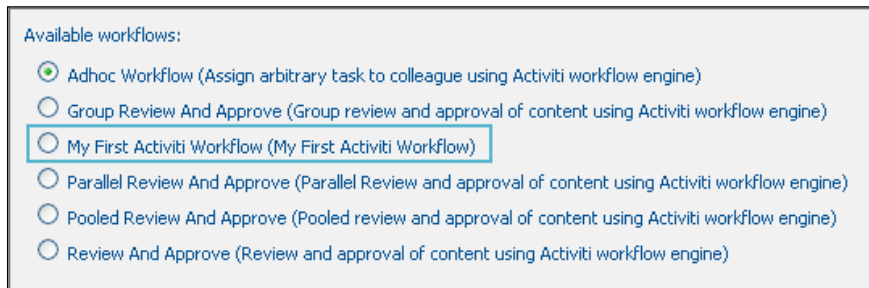 Available workflows:
Adhoc Workflow (Assign arbitrary task to colleague using Activiti workflow engine)
Group Review And Approve (Group review and approval of content using Activiti workflow engine)
My First Activiti Workflow (My First Activiti Workflow)
Parallel Review And Approve (Parallel Review and approval of content using Activiti workflow engine)
Pooled Review And Approve (Pooled review and approval of content using Activiti workflow engine)
Review And Approve (Review and approval of content using Activiti workflow engine)